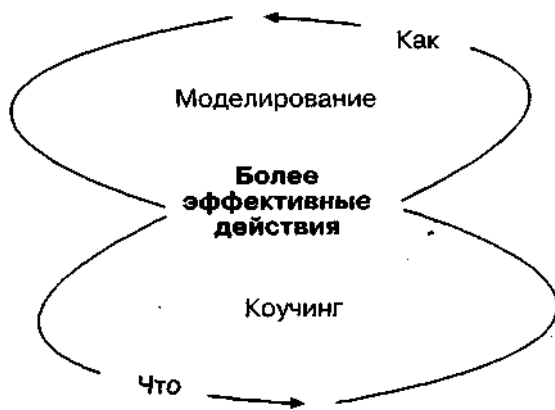 Как
Моделирование
Более
эффективные
действия
Коучинг
Что